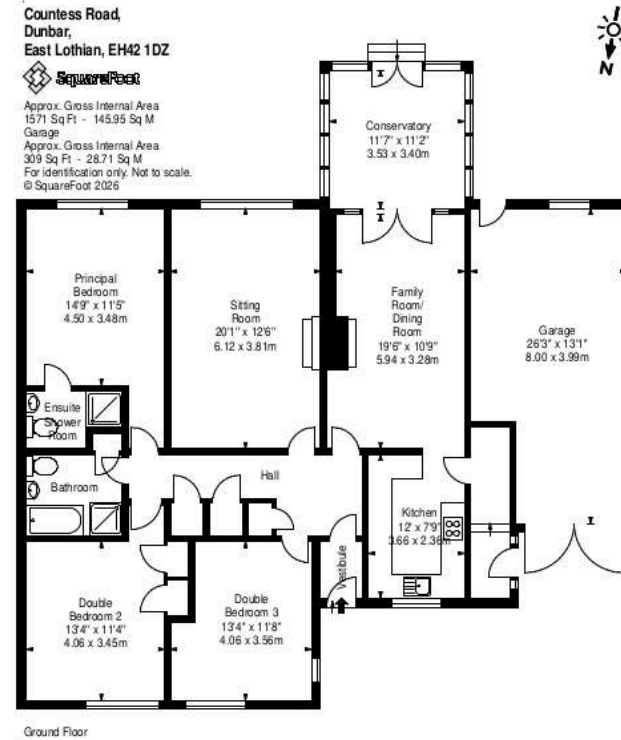 Countess Road,
Dunbar,
East Lothian, EH42 1DZ
SquareFoot
Approx. Gross Internal Area
1571 Sq Ft - 145.95 Sq M
Garage
Approx. Gross Internal Area
309 Sq Ft - 28.71 Sq M
For identification only. Not to scale.
© SquareFoot 2026
N
Conservatory
11'7" x 11'2"
3.53 x 3.40m
Principal
Bedroom
14'9" x 11'5"
4.50 x 3.48m
Sitting
Room
20'1" x 12'6"
6.12 x 3.81m
Family
Room/
Dining
Room
19'6" x 10'9"
5.94 x 3.28m
Garage
26'3" x 13'1"
8.00 x 3.99m
Ensuite
Shower
Room
Bathroom
Hall
Kitchen
12' x 7'9"
3.66 x 2.36m
Vestibule
Double
Bedroom 2
13'4" x 11'4"
4.06 x 3.45m
Double
Bedroom 3
13'4" x 11'8"
4.06 x 3.56m
Ground Floor